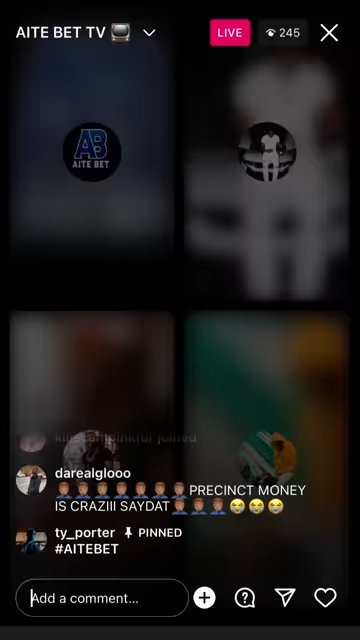 AITE BET TV 📺
LIVE
245
AB
AITE BET
joined
darealglooo
🤦🏽‍♂️🤦🏽‍♂️🤦🏽‍♂️🤦🏽‍♂️🤦🏽‍♂️🤦🏽‍♂️🤦🏽‍♂️PRECINCT MONEY
IS CRAZIII SAYDAT🤦🏽‍♂️🤦🏽‍♂️🤦🏽‍♂️😭😭😭
ty_porter PINNED
#AITEBET
Add a comment...